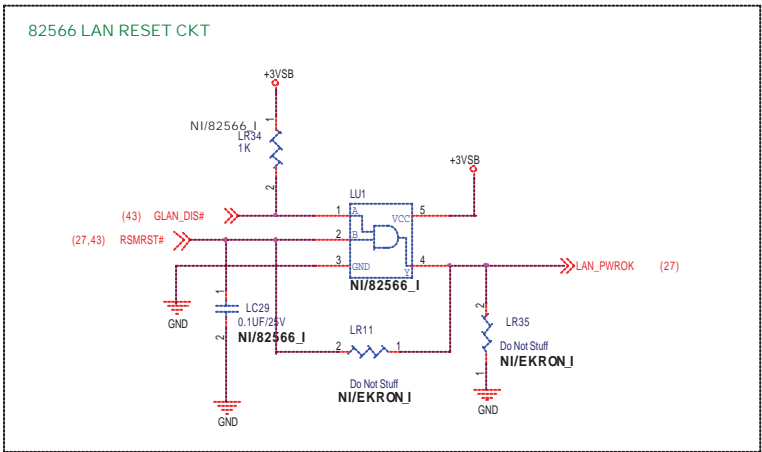 82566 LAN RESET CKT
+3VSB
1
NI/82566_I
LR34
1K
2
+3VSB
LU1
(43) GLAN_DIS#
1
A
VCC
5
(27,43) RSMRST#
2
B
3
GND
Y
4
LAN_PWROK (27)
NI/82566_I
GND
1
LC29
0.1UF/25V
NI/82566_I
2
GND
LR11
2
1
Do Not Stuff
NI/EKRON_I
2
LR35
Do Not Stuff
NI/EKRON_I
1
GND